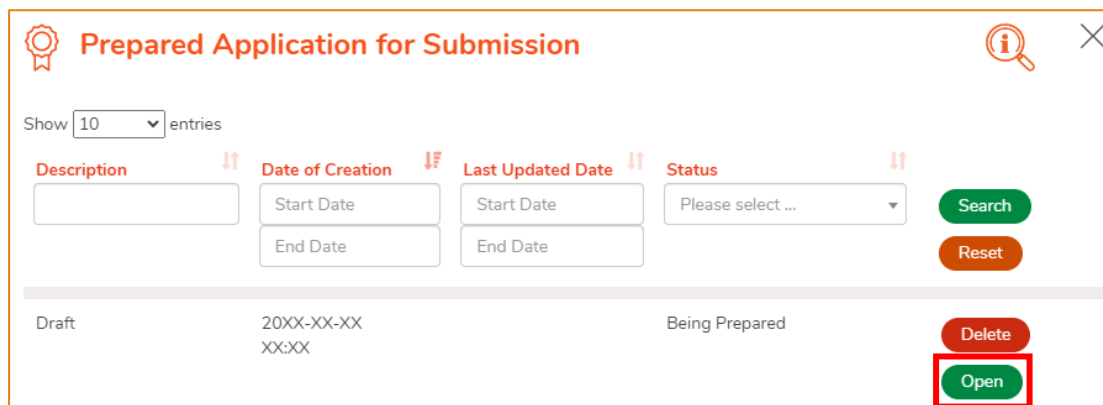 Prepared Application for Submission
Show 10 entries
Description Date of Creation Last Updated Date Status
Start Date Start Date Please select ... Search
End Date End Date Reset
Draft 20XX-XX-XX Being Prepared Delete
XX:XX
Open